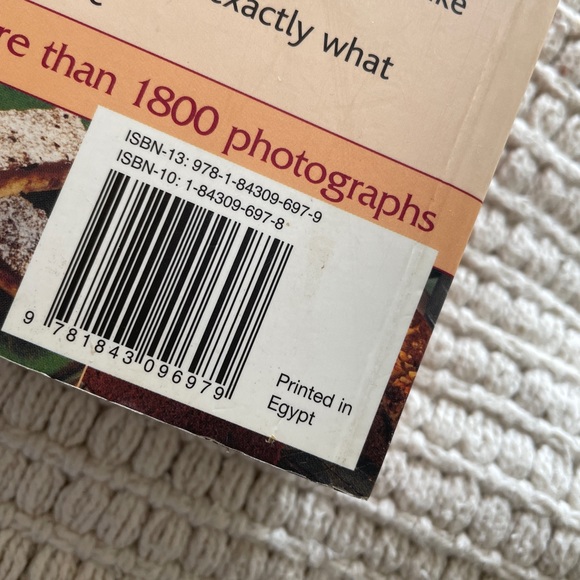 exactly what
than 1800 photographs
ISBN-13: 978-1-84309-697-9
ISBN-10: 1-84309-697-8
9 781843 096979
Printed in
Egypt